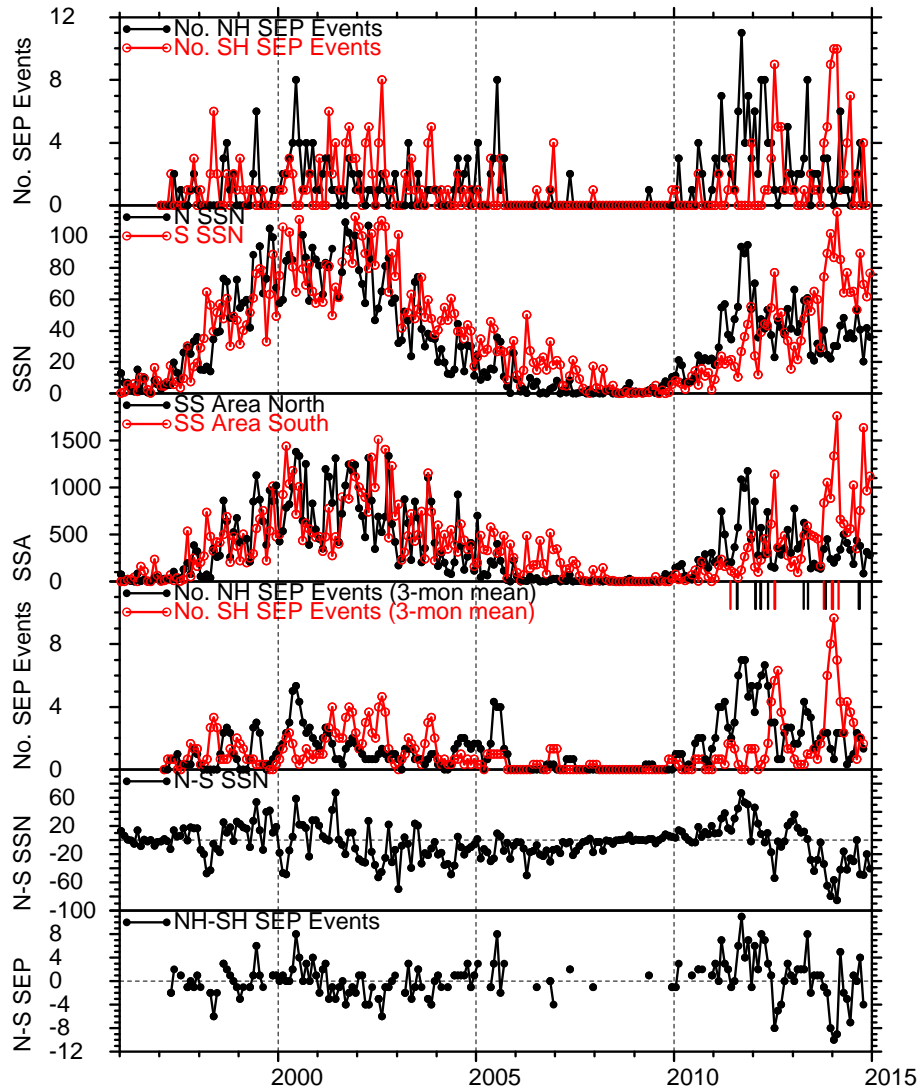 No. SEP Events
12
8
4
0
No. NH SEP Events
No. SH SEP Events
SSN
100
80
60
40
20
0
N SSN
S SSN
SSA
1500
1000
500
0
SS Area North
SS Area South
No. SEP Events
8
4
0
No. NH SEP Events (3-mon mean)
No. SH SEP Events (3-mon mean)
N-S SSN
60
20
-20
-60
-100
N-S SSN
N-S SEP
8
4
0
-4
-8
-12
NH-SH SEP Events
2000
2005
2010
2015